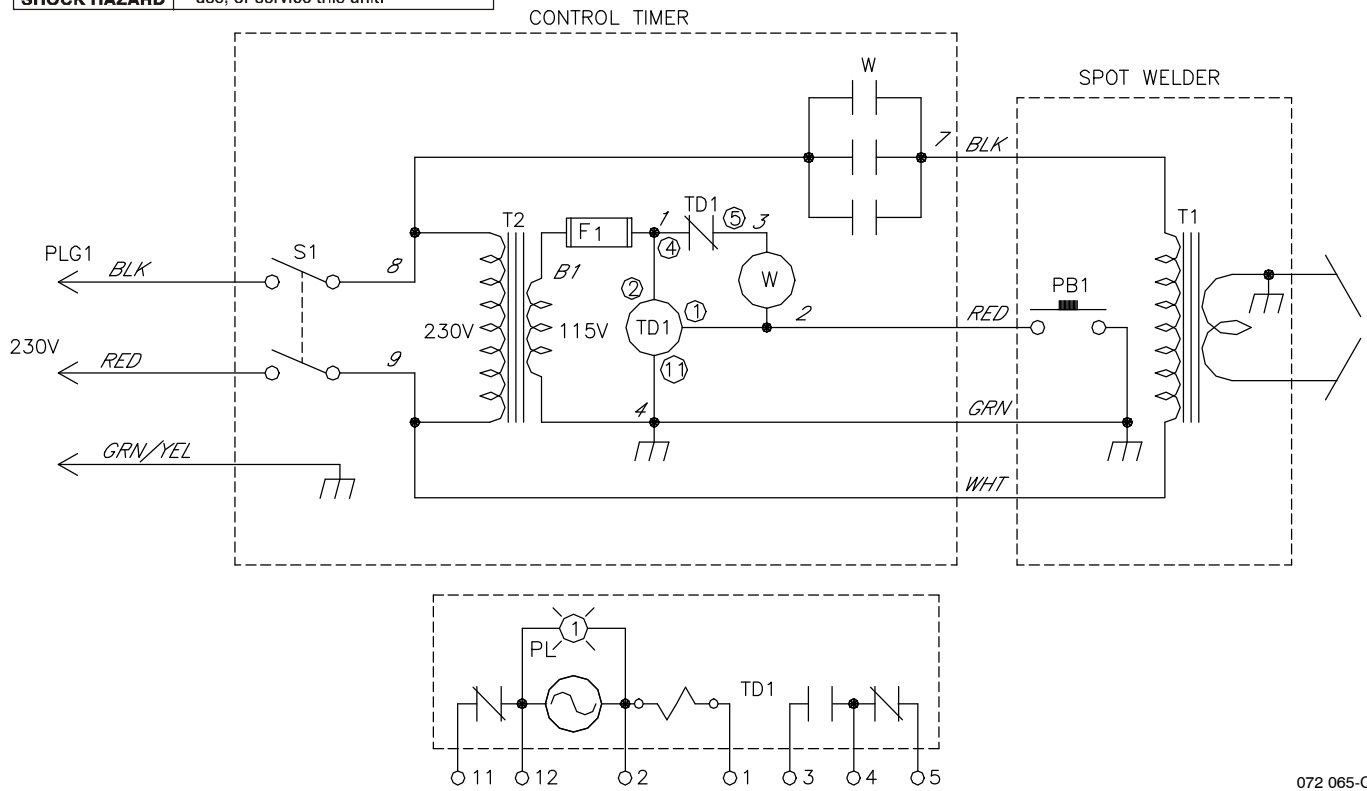 SHOCK HAZARD use, or service this unit.
CONTROL TIMER
W
SPOT WELDER
7 BLK
T2
F1
1
TD1
5
3
T1
PLG1
S1
BLK
8
B1
4
W
2
PB1
1
2
230V
115V
TD1
RED
230V
9
RED
11
4
GRN
GRN/YEL
WHT
1
PL
TD1
11
12
2
1
3
4
5